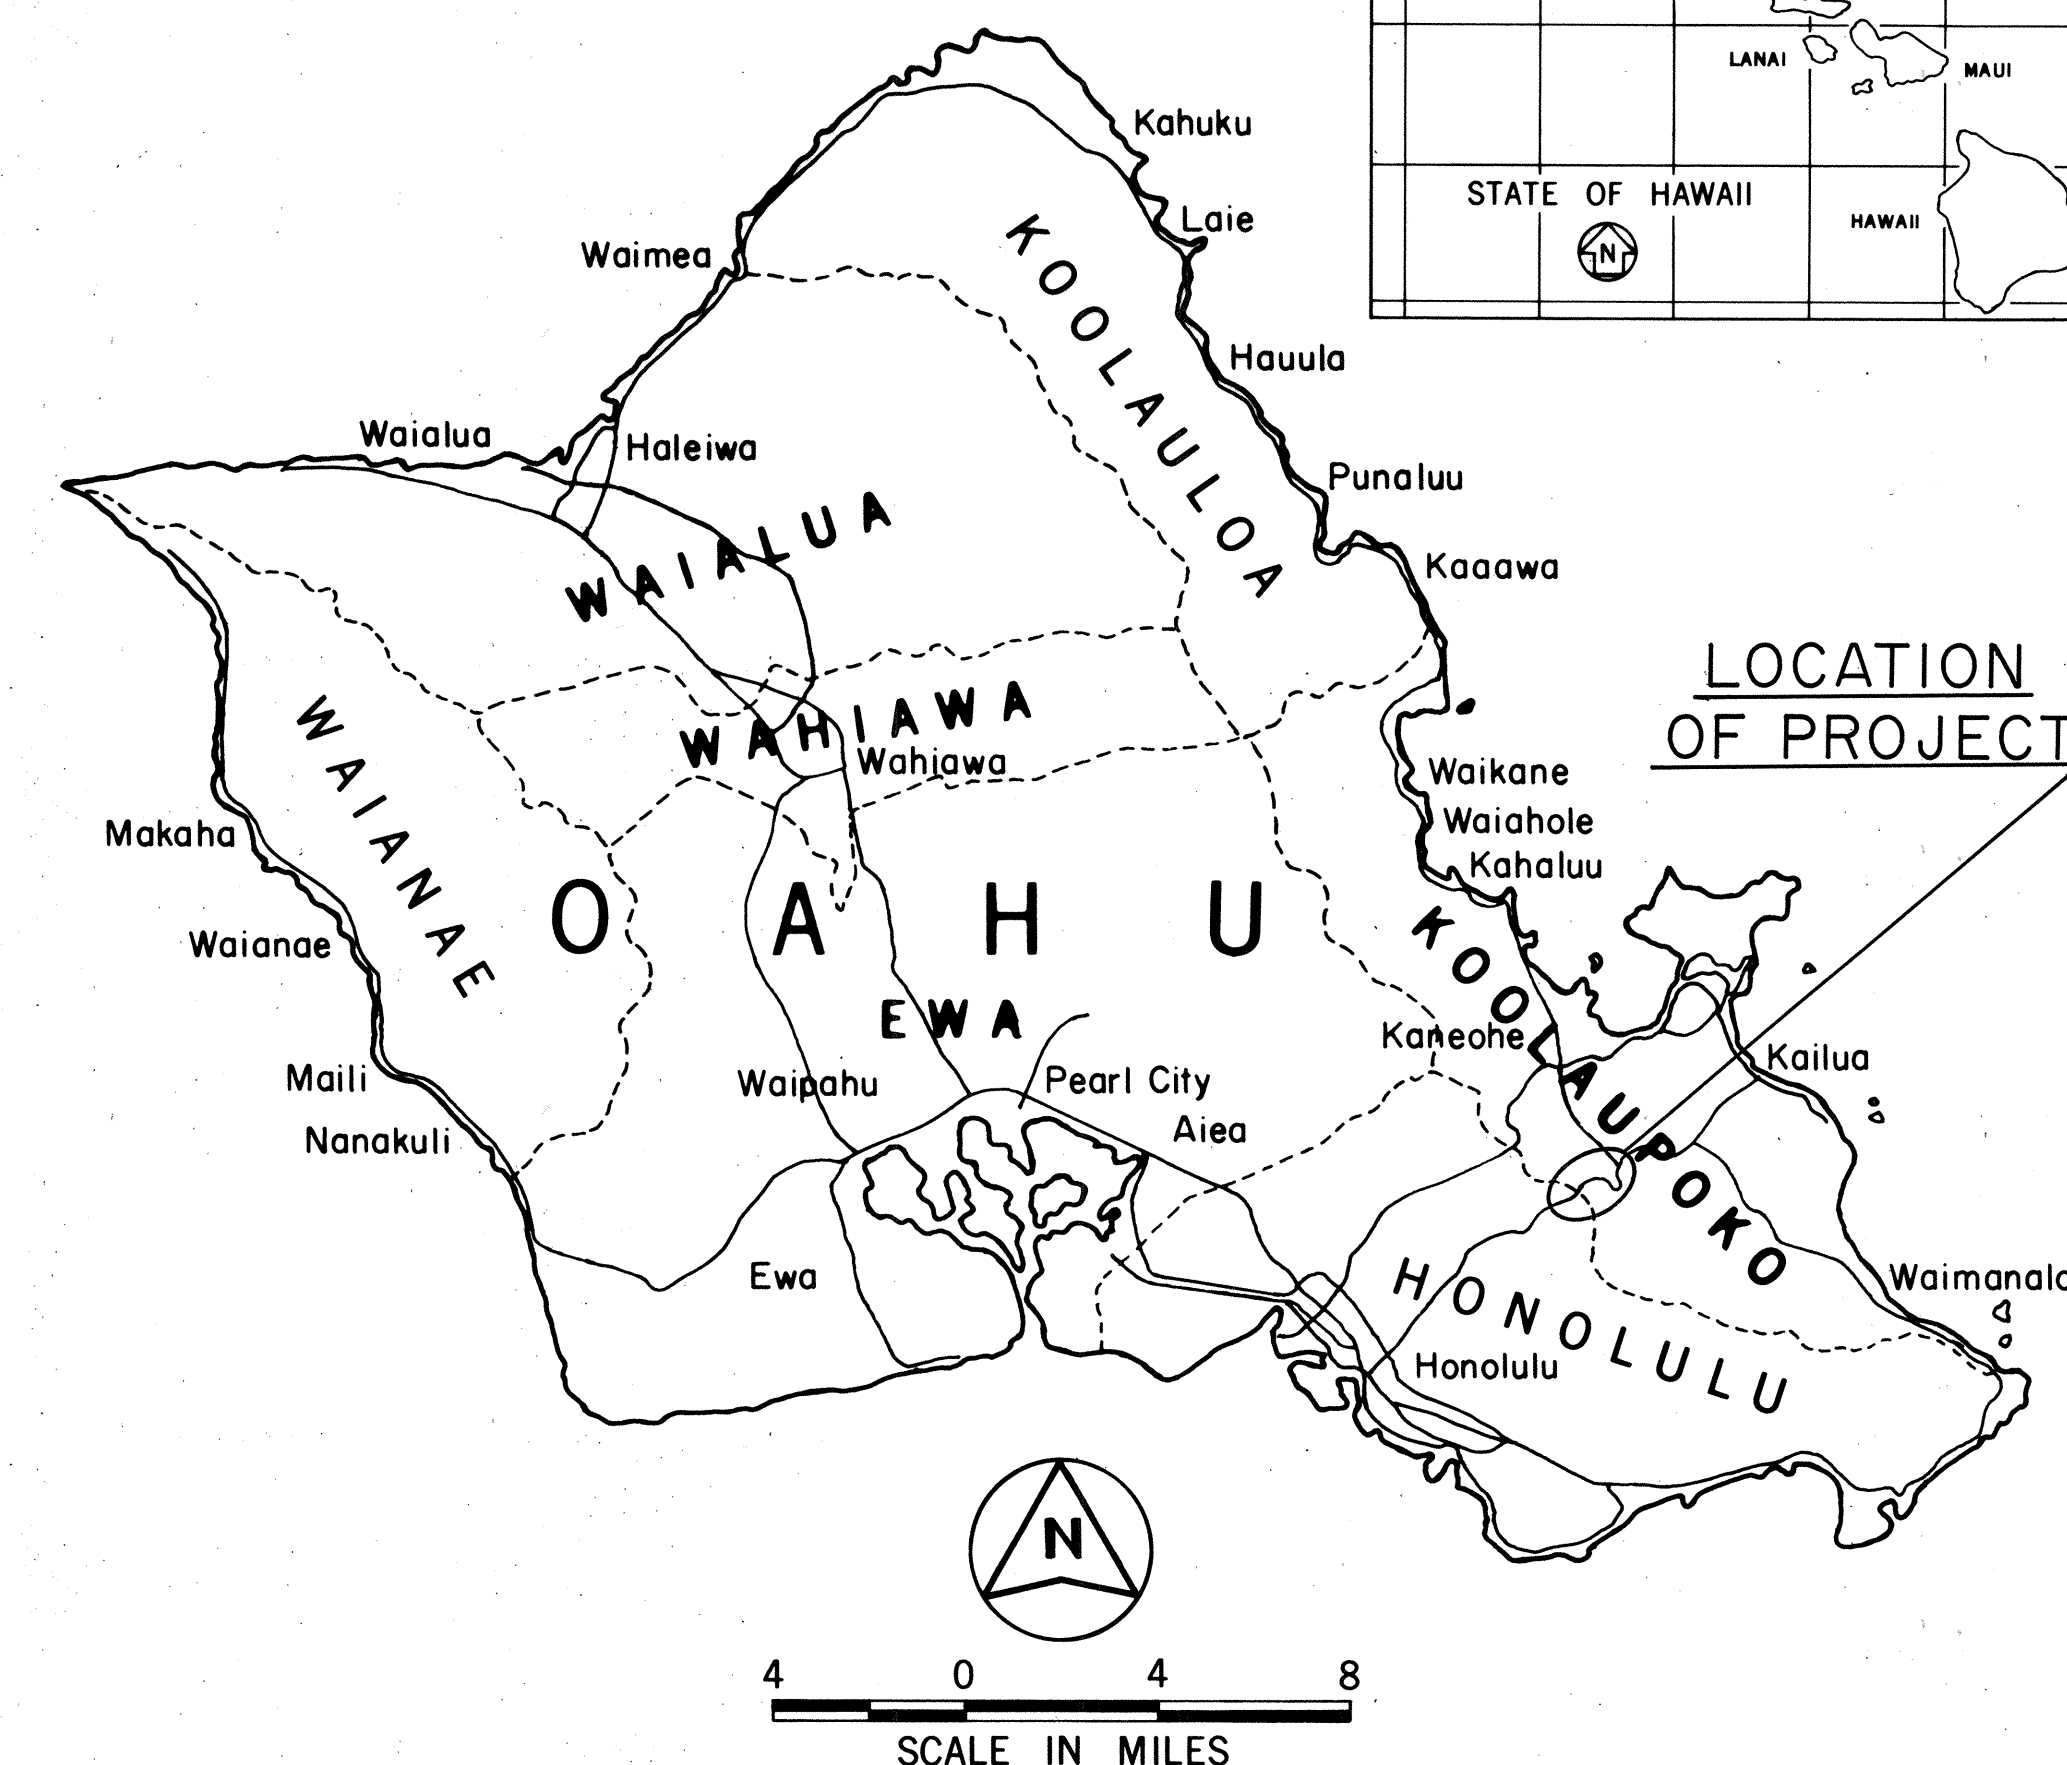 LANAI
MAUI
STATE OF HAWAII
HAWAII
N
Kahuku
Laie
Waimea
KOOLAULOA
Hauula
Waialua
Haleiwa
Punaluu
WAIALUA
Kaaawa
LOCATION
OF PROJECT
WAIANAE
WAHIAWA
Wahiawa
Waikane
Waiahole
Makaha
Kahaluu
OAHU
Waianae
KOOLAUPOKO
EWA
Kaneohe
Kailua
Maili
Waipahu
Pearl City
Aiea
Nanakuli
Ewa
HONOLULU
Waimanalo
Honolulu
N
4 0 4 8
SCALE IN MILES